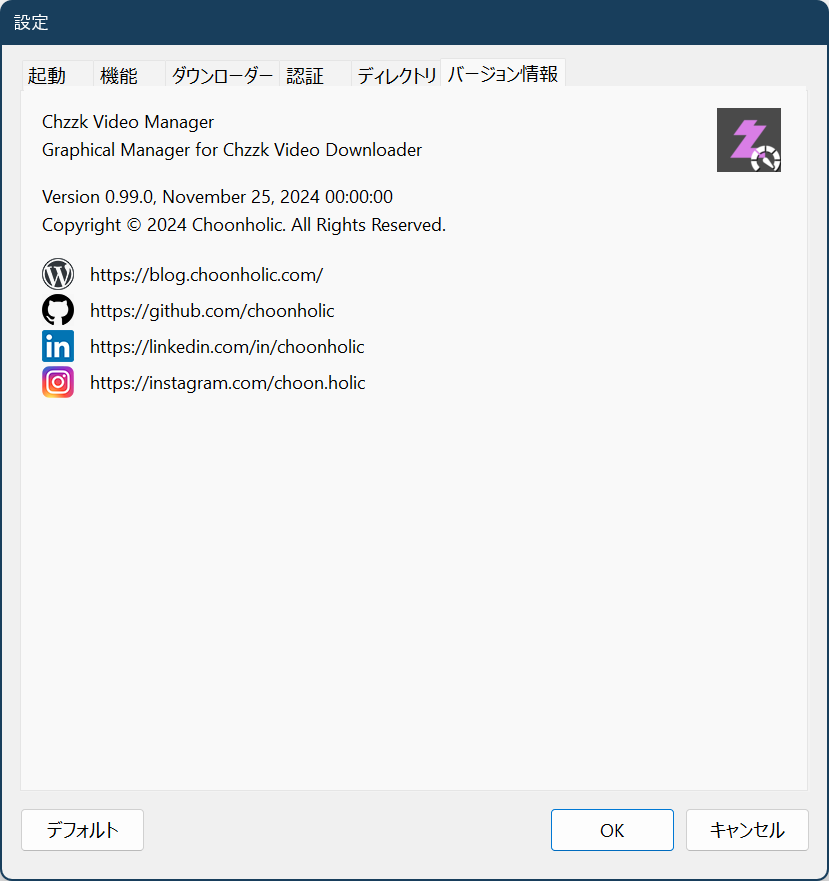 設定
起動 機能 ダウンローダー 認証 ディレクトリ バージョン情報
Chzzk Video Manager
Graphical Manager for Chzzk Video Downloader
Version 0.99.0, November 25, 2024 00:00:00
Copyright © 2024 Choonholic. All Rights Reserved.
https://blog.choonholic.com/
https://github.com/choonholic
https://linkedin.com/in/choonholic
https://instagram.com/choon.holic
デフォルト OK キャンセル